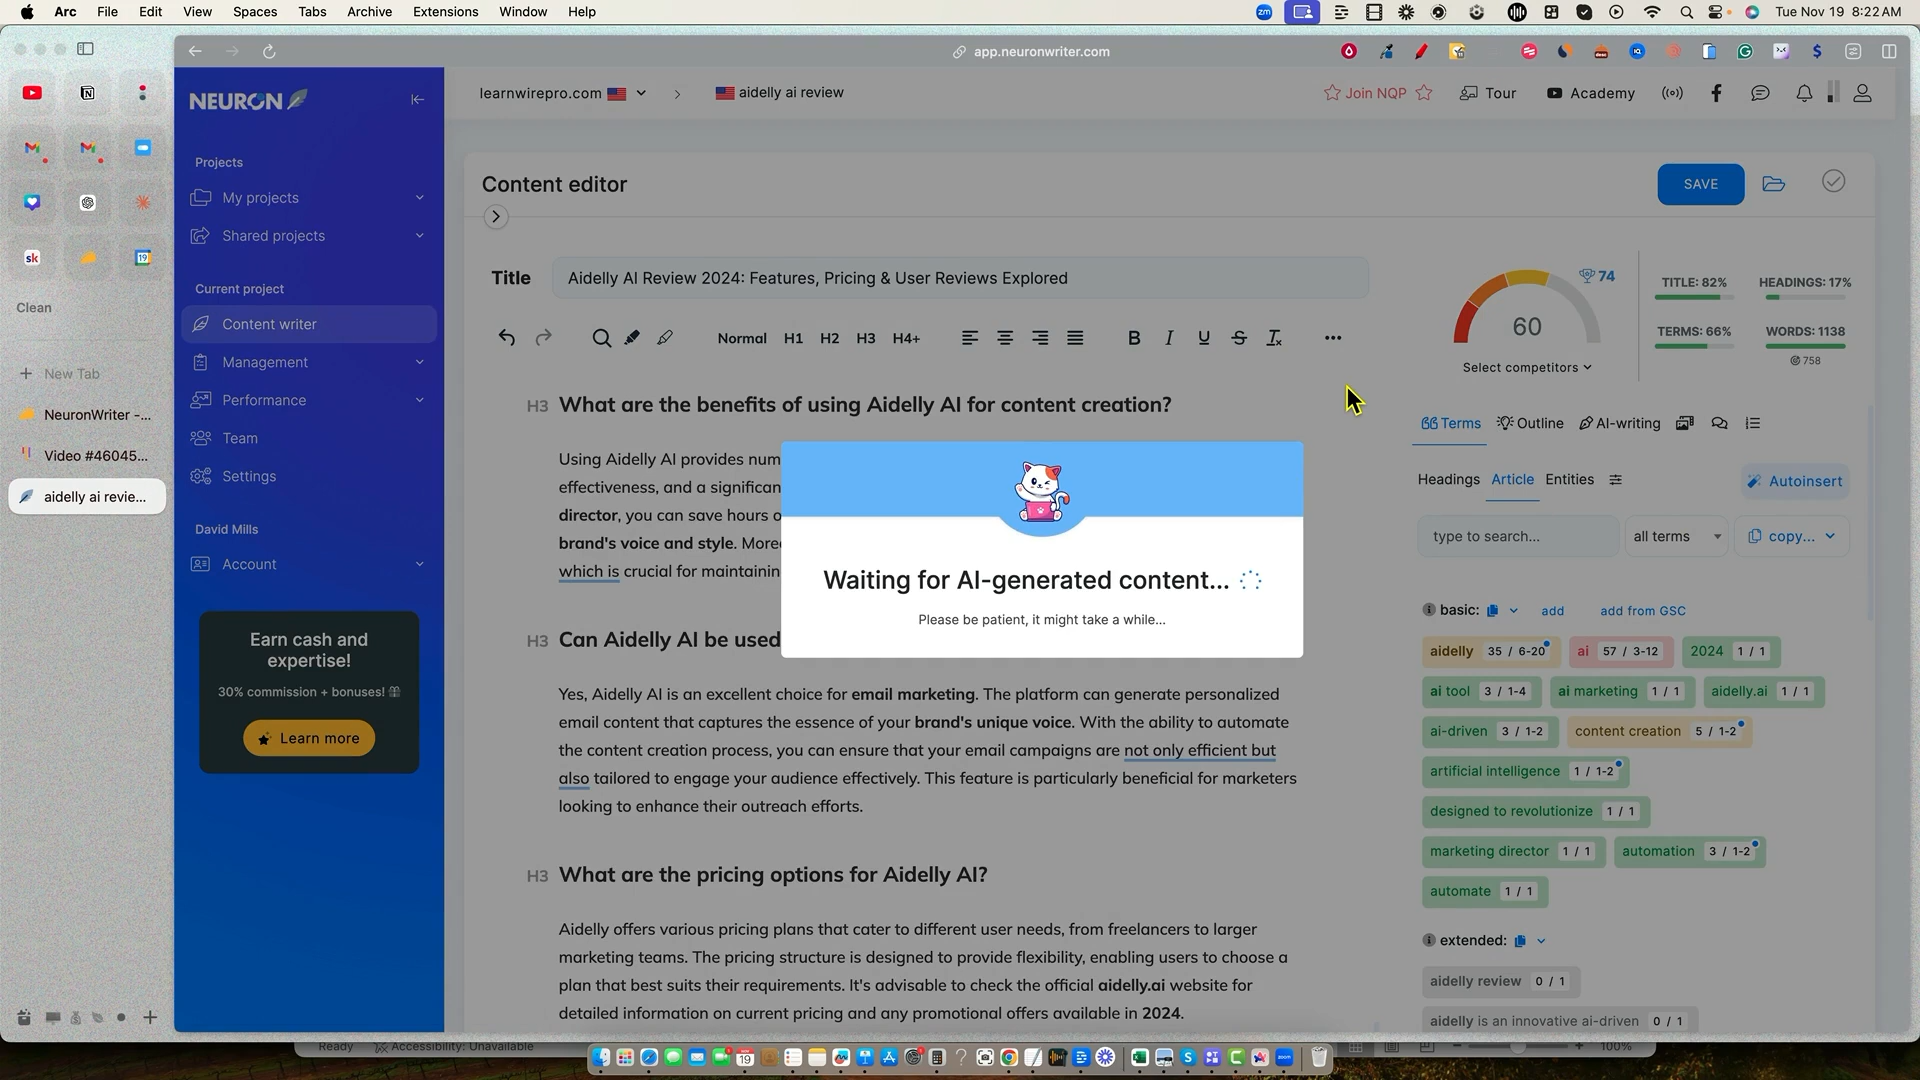 Arc File Edit View Spaces Tabs Archive Extensions Window Help
zm
Tue Nov 19 8:22 AM
app.neuronwriter.com
sk
19
Clean
New Tab
NeuronWriter -...
Video #46045...
aidelly ai revie...
NEURON
Projects
My projects
Shared projects
Current project
Content writer
Management
Performance
Team
Settings
David Mills
Account
Earn cash and
expertise!
30% commission + bonuses!
Learn more
learnwirepro.com
aidelly ai review
Join NQP
Tour
Academy
Content editor
SAVE
Title
Aidelly AI Review 2024: Features, Pricing & User Reviews Explored
Normal H1 H2 H3 H4+
B I U S Tx
H3 What are the benefits of using Aidelly AI for content creation?
Using Aidelly AI provides num
effectiveness, and a significan
director, you can save hours o
brand's voice and style. More
which is crucial for maintainin
Waiting for AI-generated content...
Please be patient, it might take a while...
H3 Can Aidelly AI be used
Yes, Aidelly AI is an excellent choice for email marketing. The platform can generate personalized
email content that captures the essence of your brand's unique voice. With the ability to automate
the content creation process, you can ensure that your email campaigns are not only efficient but
also tailored to engage your audience effectively. This feature is particularly beneficial for marketers
looking to enhance their outreach efforts.
H3 What are the pricing options for Aidelly AI?
Aidelly offers various pricing plans that cater to different user needs, from freelancers to larger
marketing teams. The pricing structure is designed to provide flexibility, enabling users to choose a
plan that best suits their requirements. It's advisable to check the official aidelly.ai website for
detailed information on current pricing and any promotional offers available in 2024.
74
60
Select competitors
TITLE: 82% HEADINGS: 17%
TERMS: 66% WORDS: 1138
758
Terms Outline AI-writing
Headings Article Entities
Autoinsert
type to search...
all terms
copy...
basic: add add from GSC
aidelly 35 / 6-20 ai 57 / 3-12 2024 1 / 1
ai tool 3 / 1-4 ai marketing 1 / 1 aidelly.ai 1 / 1
ai-driven 3 / 1-2 content creation 5 / 1-2
artificial intelligence 1 / 1-2
designed to revolutionize 1 / 1
marketing director 1 / 1 automation 3 / 1-2
automate 1 / 1
extended:
aidelly review 0 / 1
aidelly is an innovative ai-driven 0 / 1
Ready Accessibility: Unavailable
100%